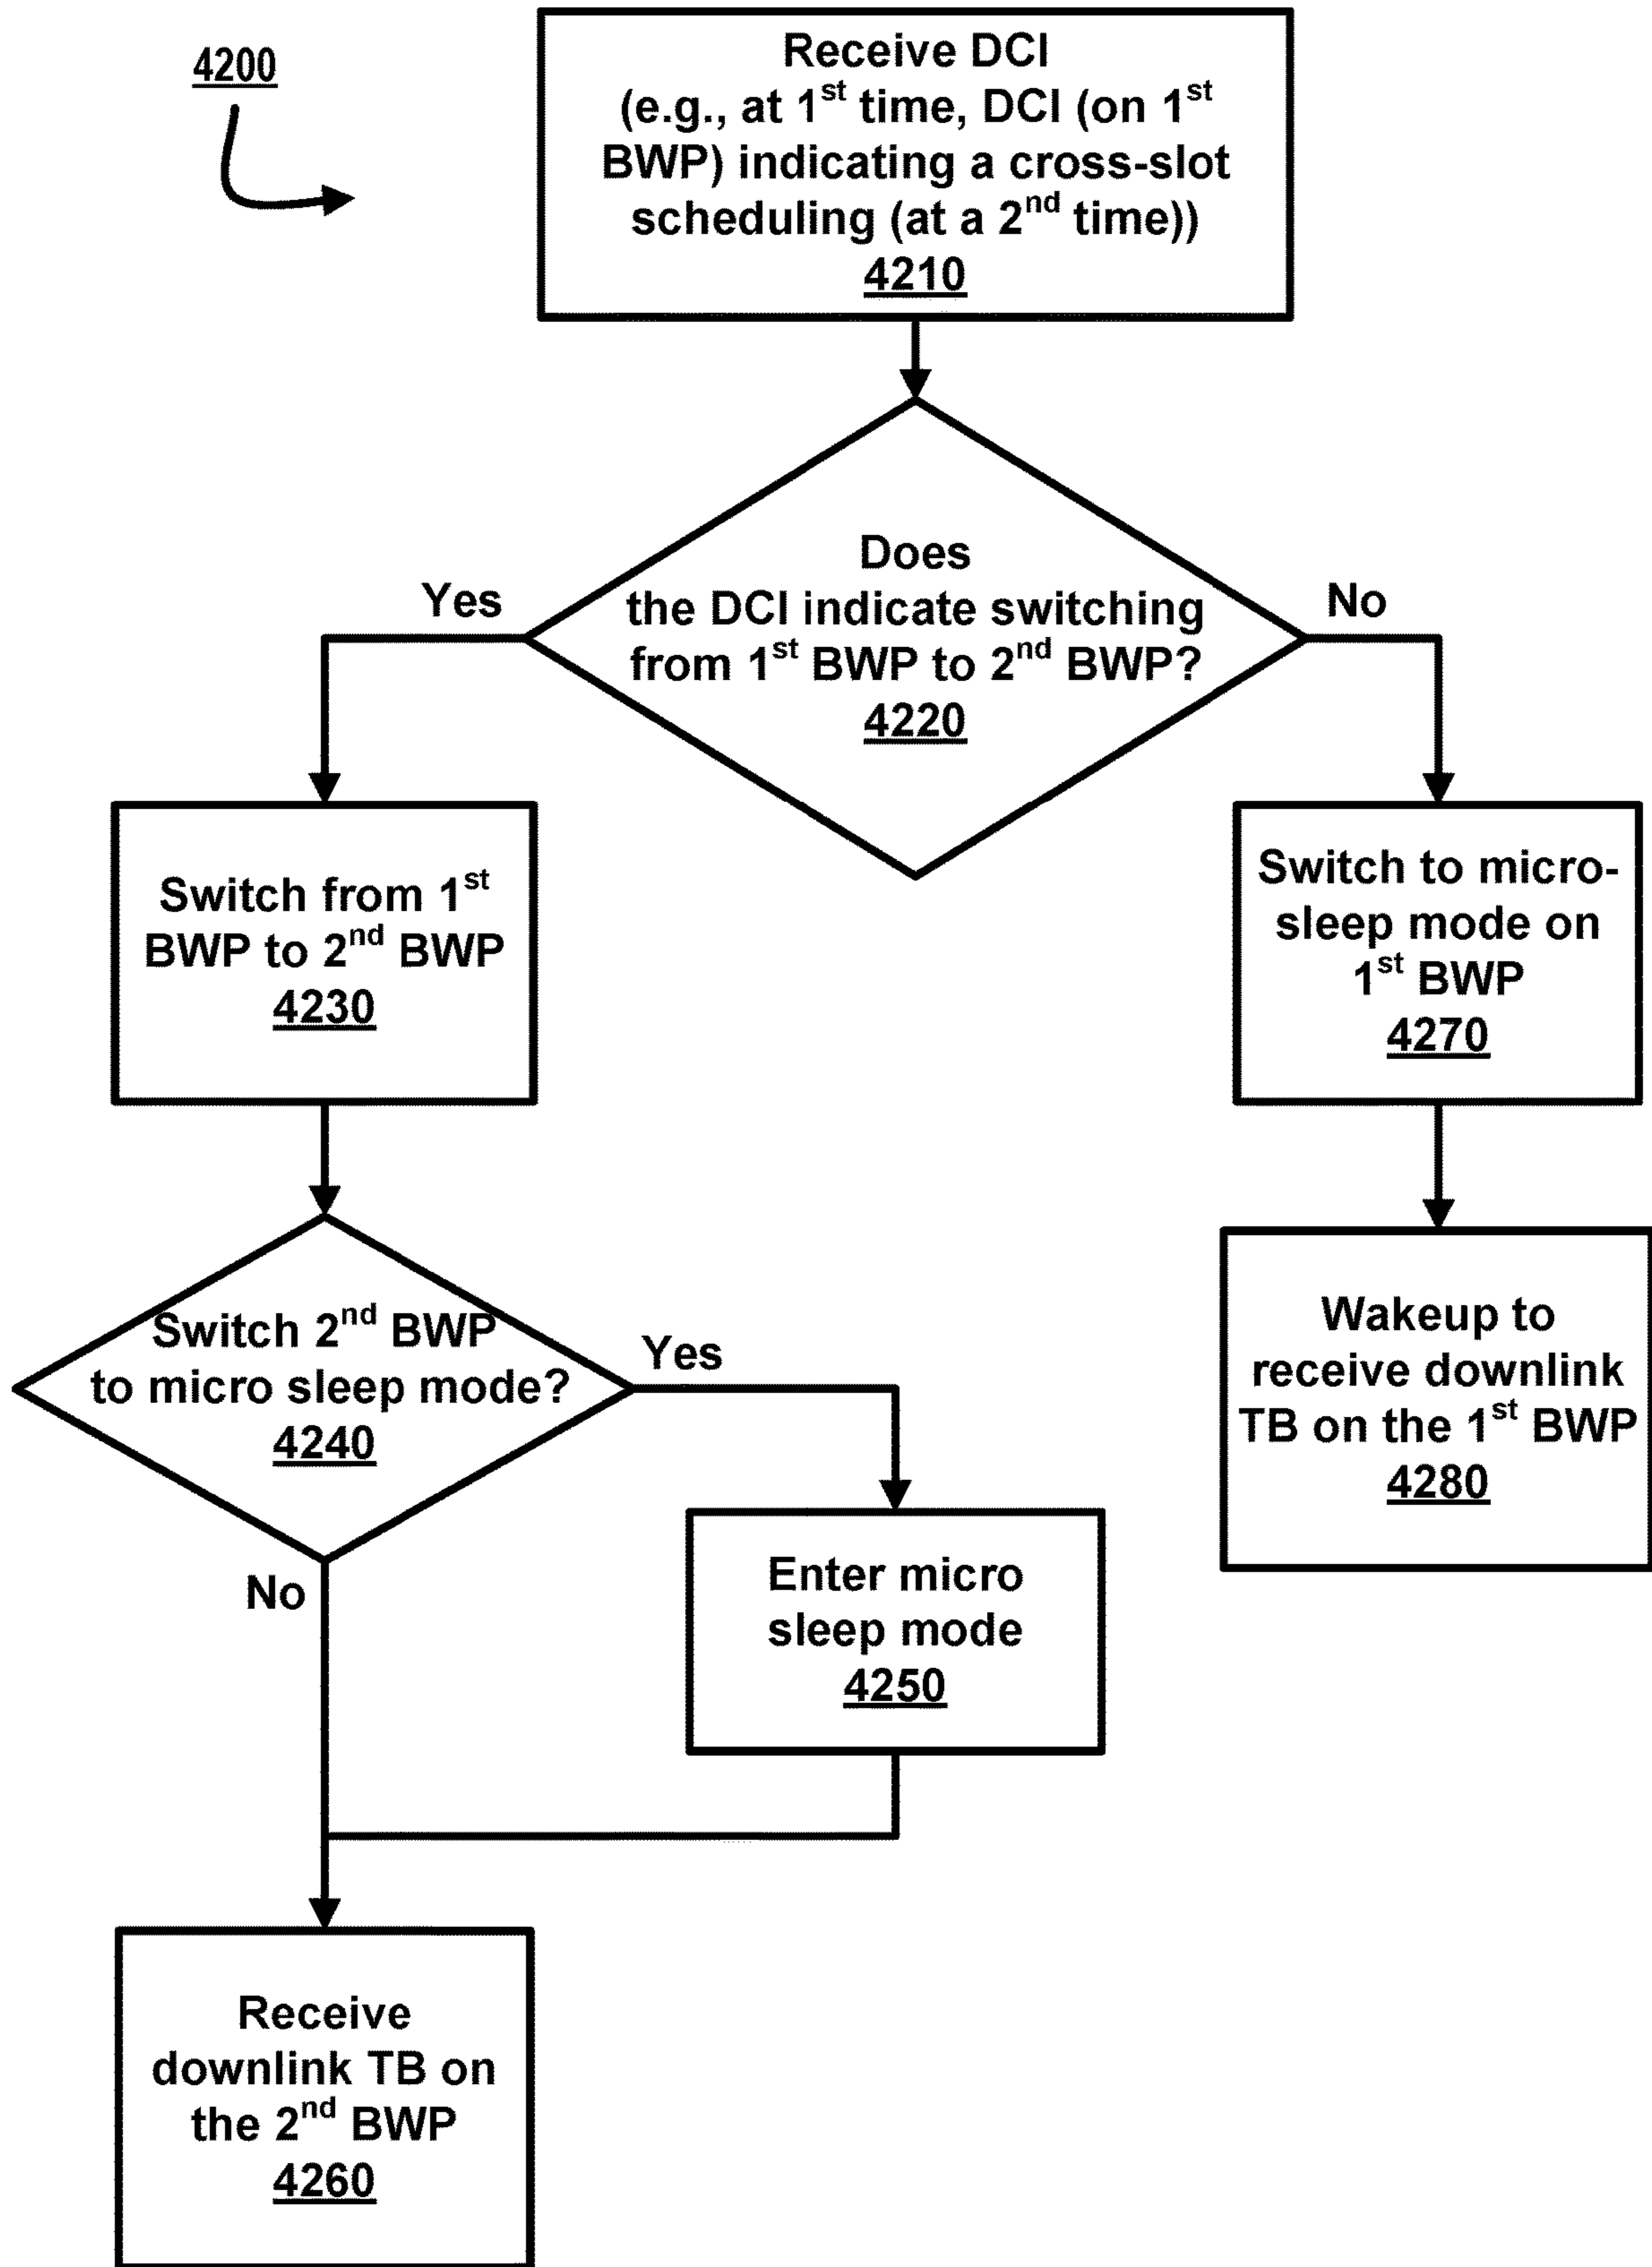 4200
Receive DCI
(e.g., at 1st time, DCI (on 1st
BWP) indicating a cross-slot
scheduling (at a 2nd time))
4210
Does
the DCI indicate switching
from 1st BWP to 2nd BWP?
4220
Yes
No
Switch from 1st
BWP to 2nd BWP
4230
Switch to micro-
sleep mode on
1st BWP
4270
Switch 2nd BWP
to micro sleep mode?
4240
Yes
No
Wakeup to
receive downlink
TB on the 1st BWP
4280
Enter micro
sleep mode
4250
Receive
downlink TB on
the 2nd BWP
4260